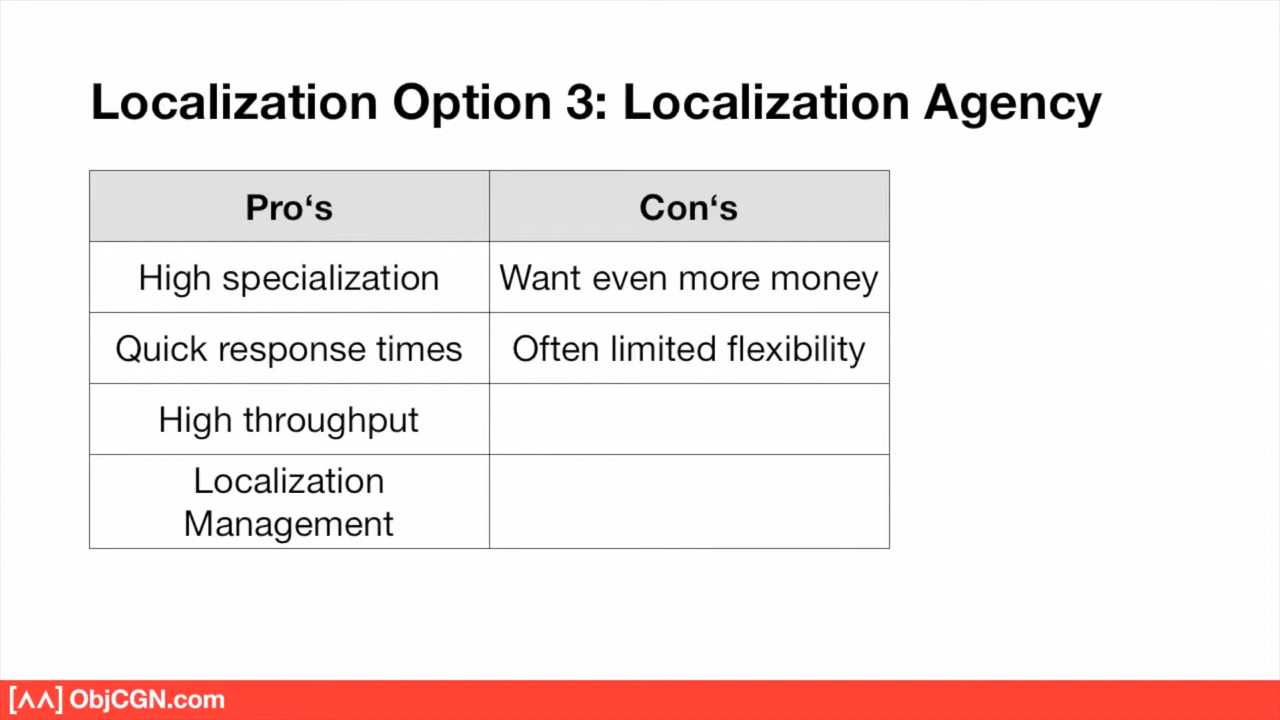 Localization Option 3: Localization Agency
Pro‘s
Con‘s
High specialization
Want even more money
Quick response times
Often limited flexibility
High throughput
Localization
Management
[ʌʌ] ObjCGN.com